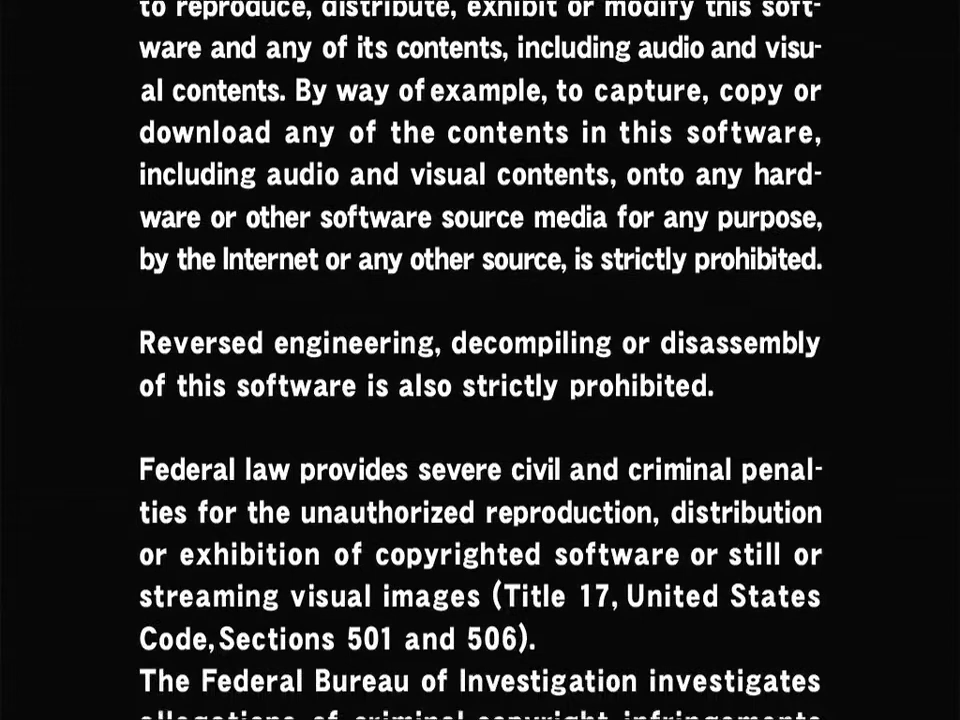 to reproduce, distribute, exhibit or modify this soft-
ware and any of its contents, including audio and visu-
al contents. By way of example, to capture, copy or
download any of the contents in this software,
including audio and visual contents, onto any hard-
ware or other software source media for any purpose,
by the Internet or any other source, is strictly prohibited.
Reversed engineering, decompiling or disassembly
of this software is also strictly prohibited.
Federal law provides severe civil and criminal penal-
ties for the unauthorized reproduction, distribution
or exhibition of copyrighted software or still or
streaming visual images (Title 17, United States
Code, Sections 501 and 506).
The Federal Bureau of Investigation investigates
allegations of criminal copyright infringements